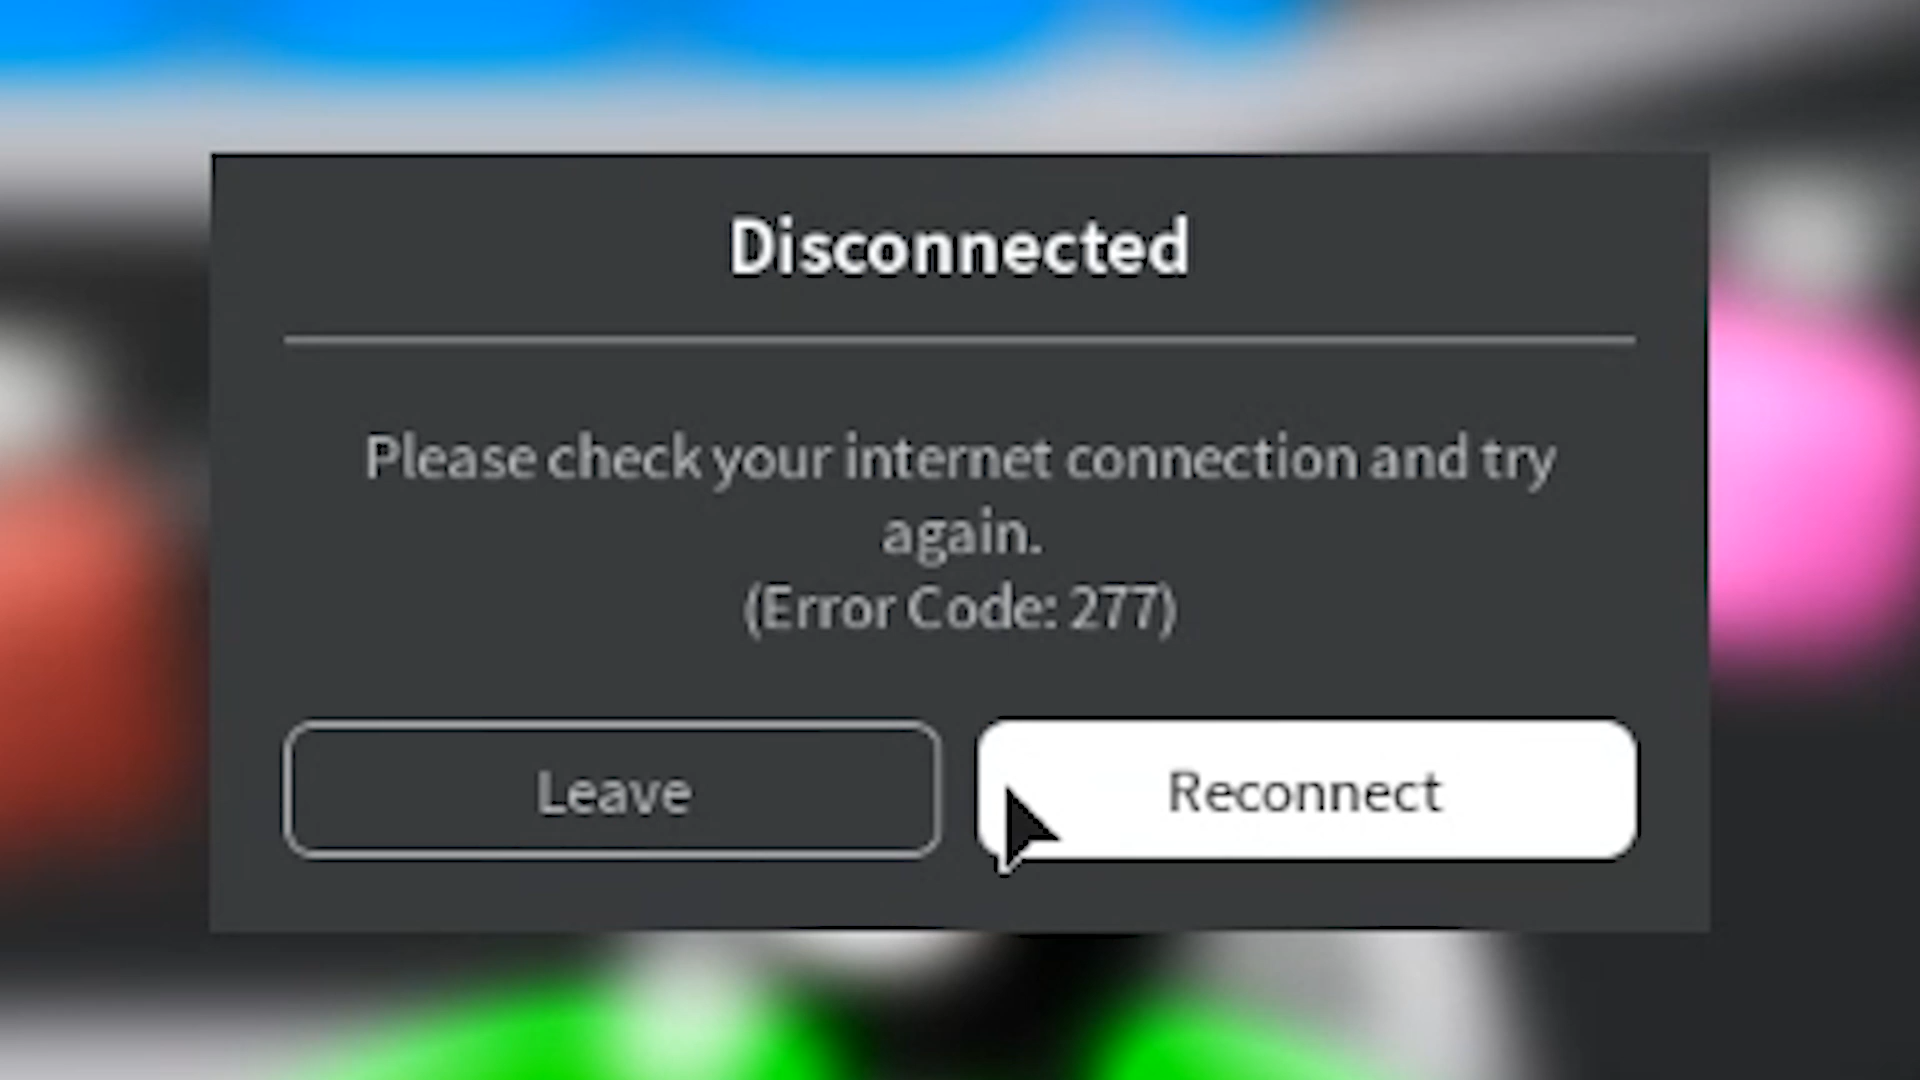 Disconnected
Please check your internet connection and try
again.
(Error Code: 277)
Leave
Reconnect